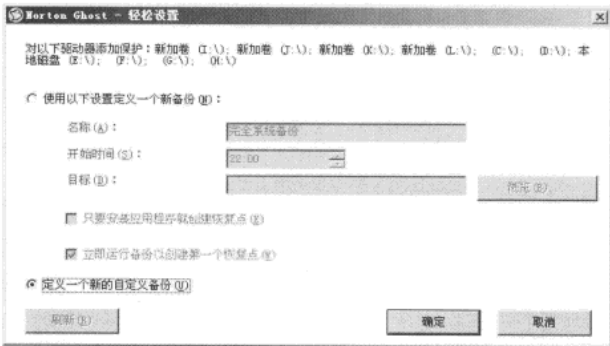 Norton Ghost - 轻松设置
对以下驱动器添加保护：新加卷 (I:\)； 新加卷 (J:\)； 新加卷 (K:\)； 新加卷 (L:\)； (C:\)； (D:\)；本
地磁盘 (E:\)； (F:\)； (G:\)； (H:\)
使用以下设置定义一个新备份(N)：
名称(A)：
完全系统备份
开始时间(S)：
22:00
目标(D)：
预览(B)...
只要安装应用程序就创建恢复点(E)
立即运行备份以创建第一个恢复点(Y)
定义一个新的自定义备份(U)
刷新(R)
确定
取消